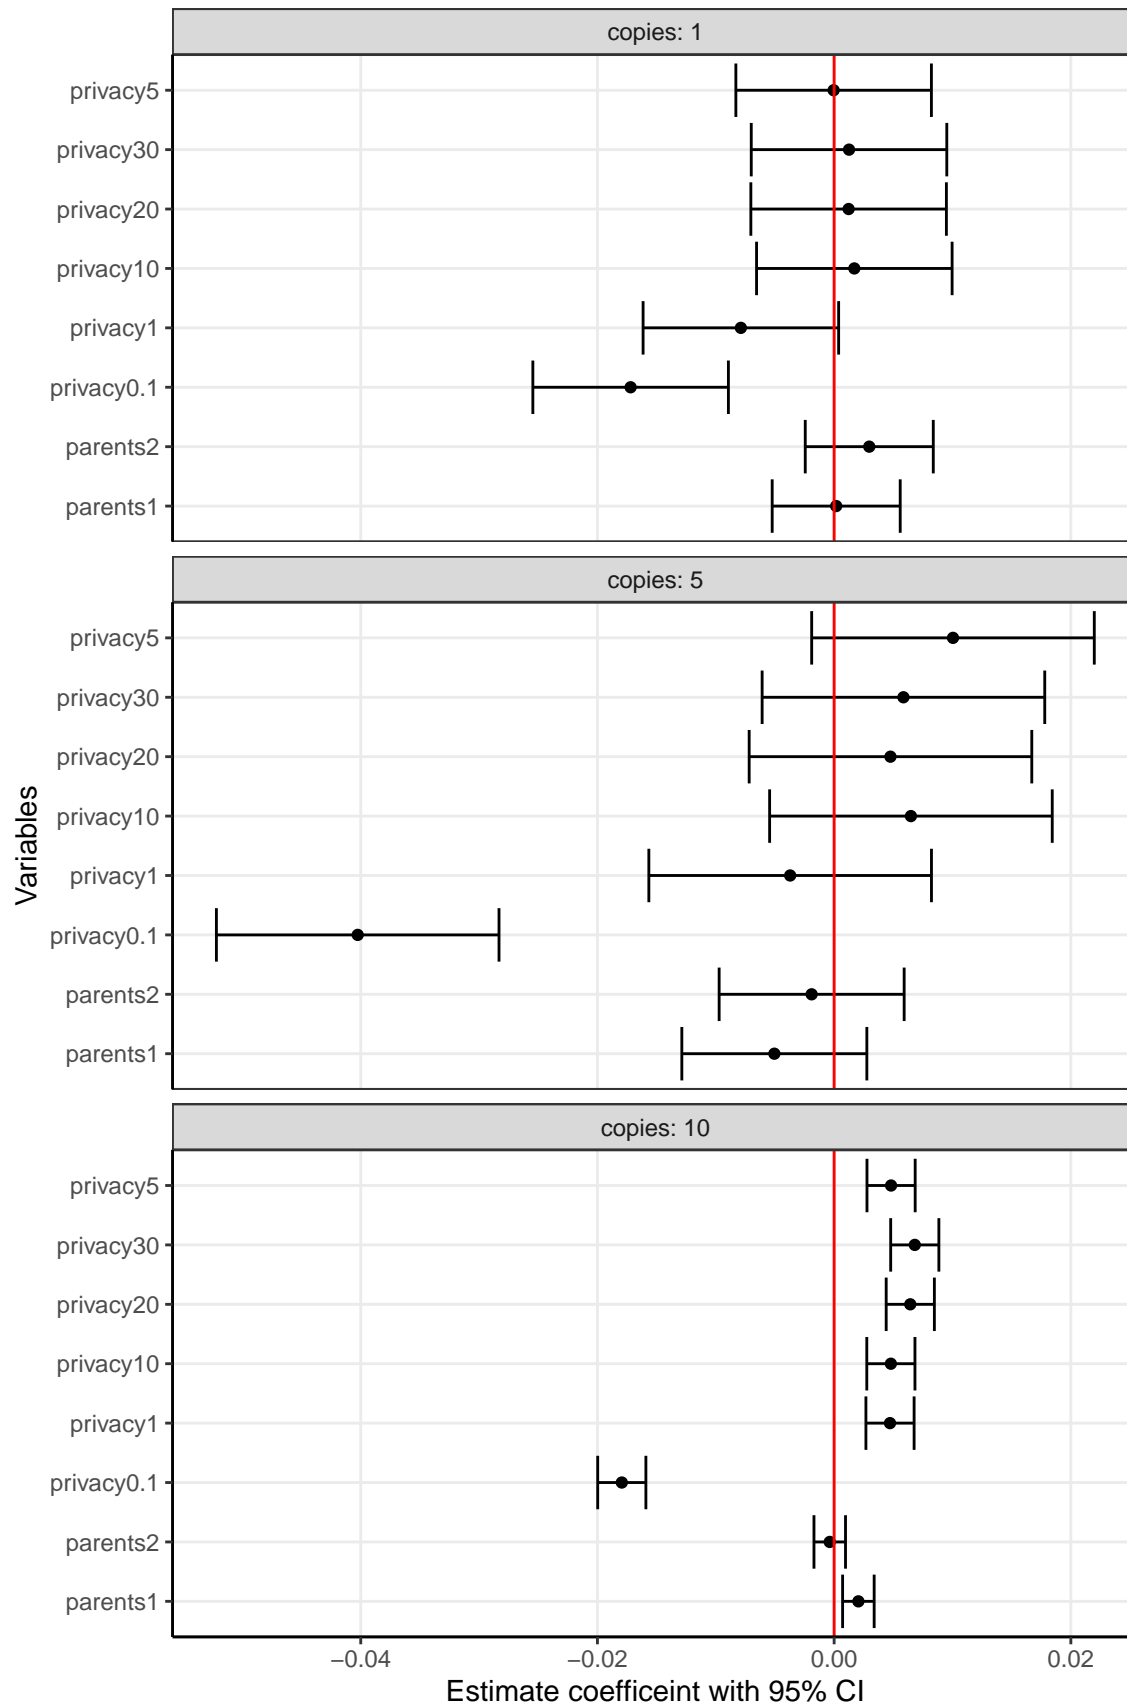 copies: 1
privacy5
privacy30
privacy20
privacy10
privacy1
privacy0.1
parents2
parents1
copies: 5
privacy5
privacy30
privacy20
privacy10
privacy1
privacy0.1
parents2
parents1
Variables
copies: 10
privacy5
privacy30
privacy20
privacy10
privacy1
privacy0.1
parents2
parents1
−0.04 −0.02 0.00 0.02
Estimate coefficeint with 95% CI